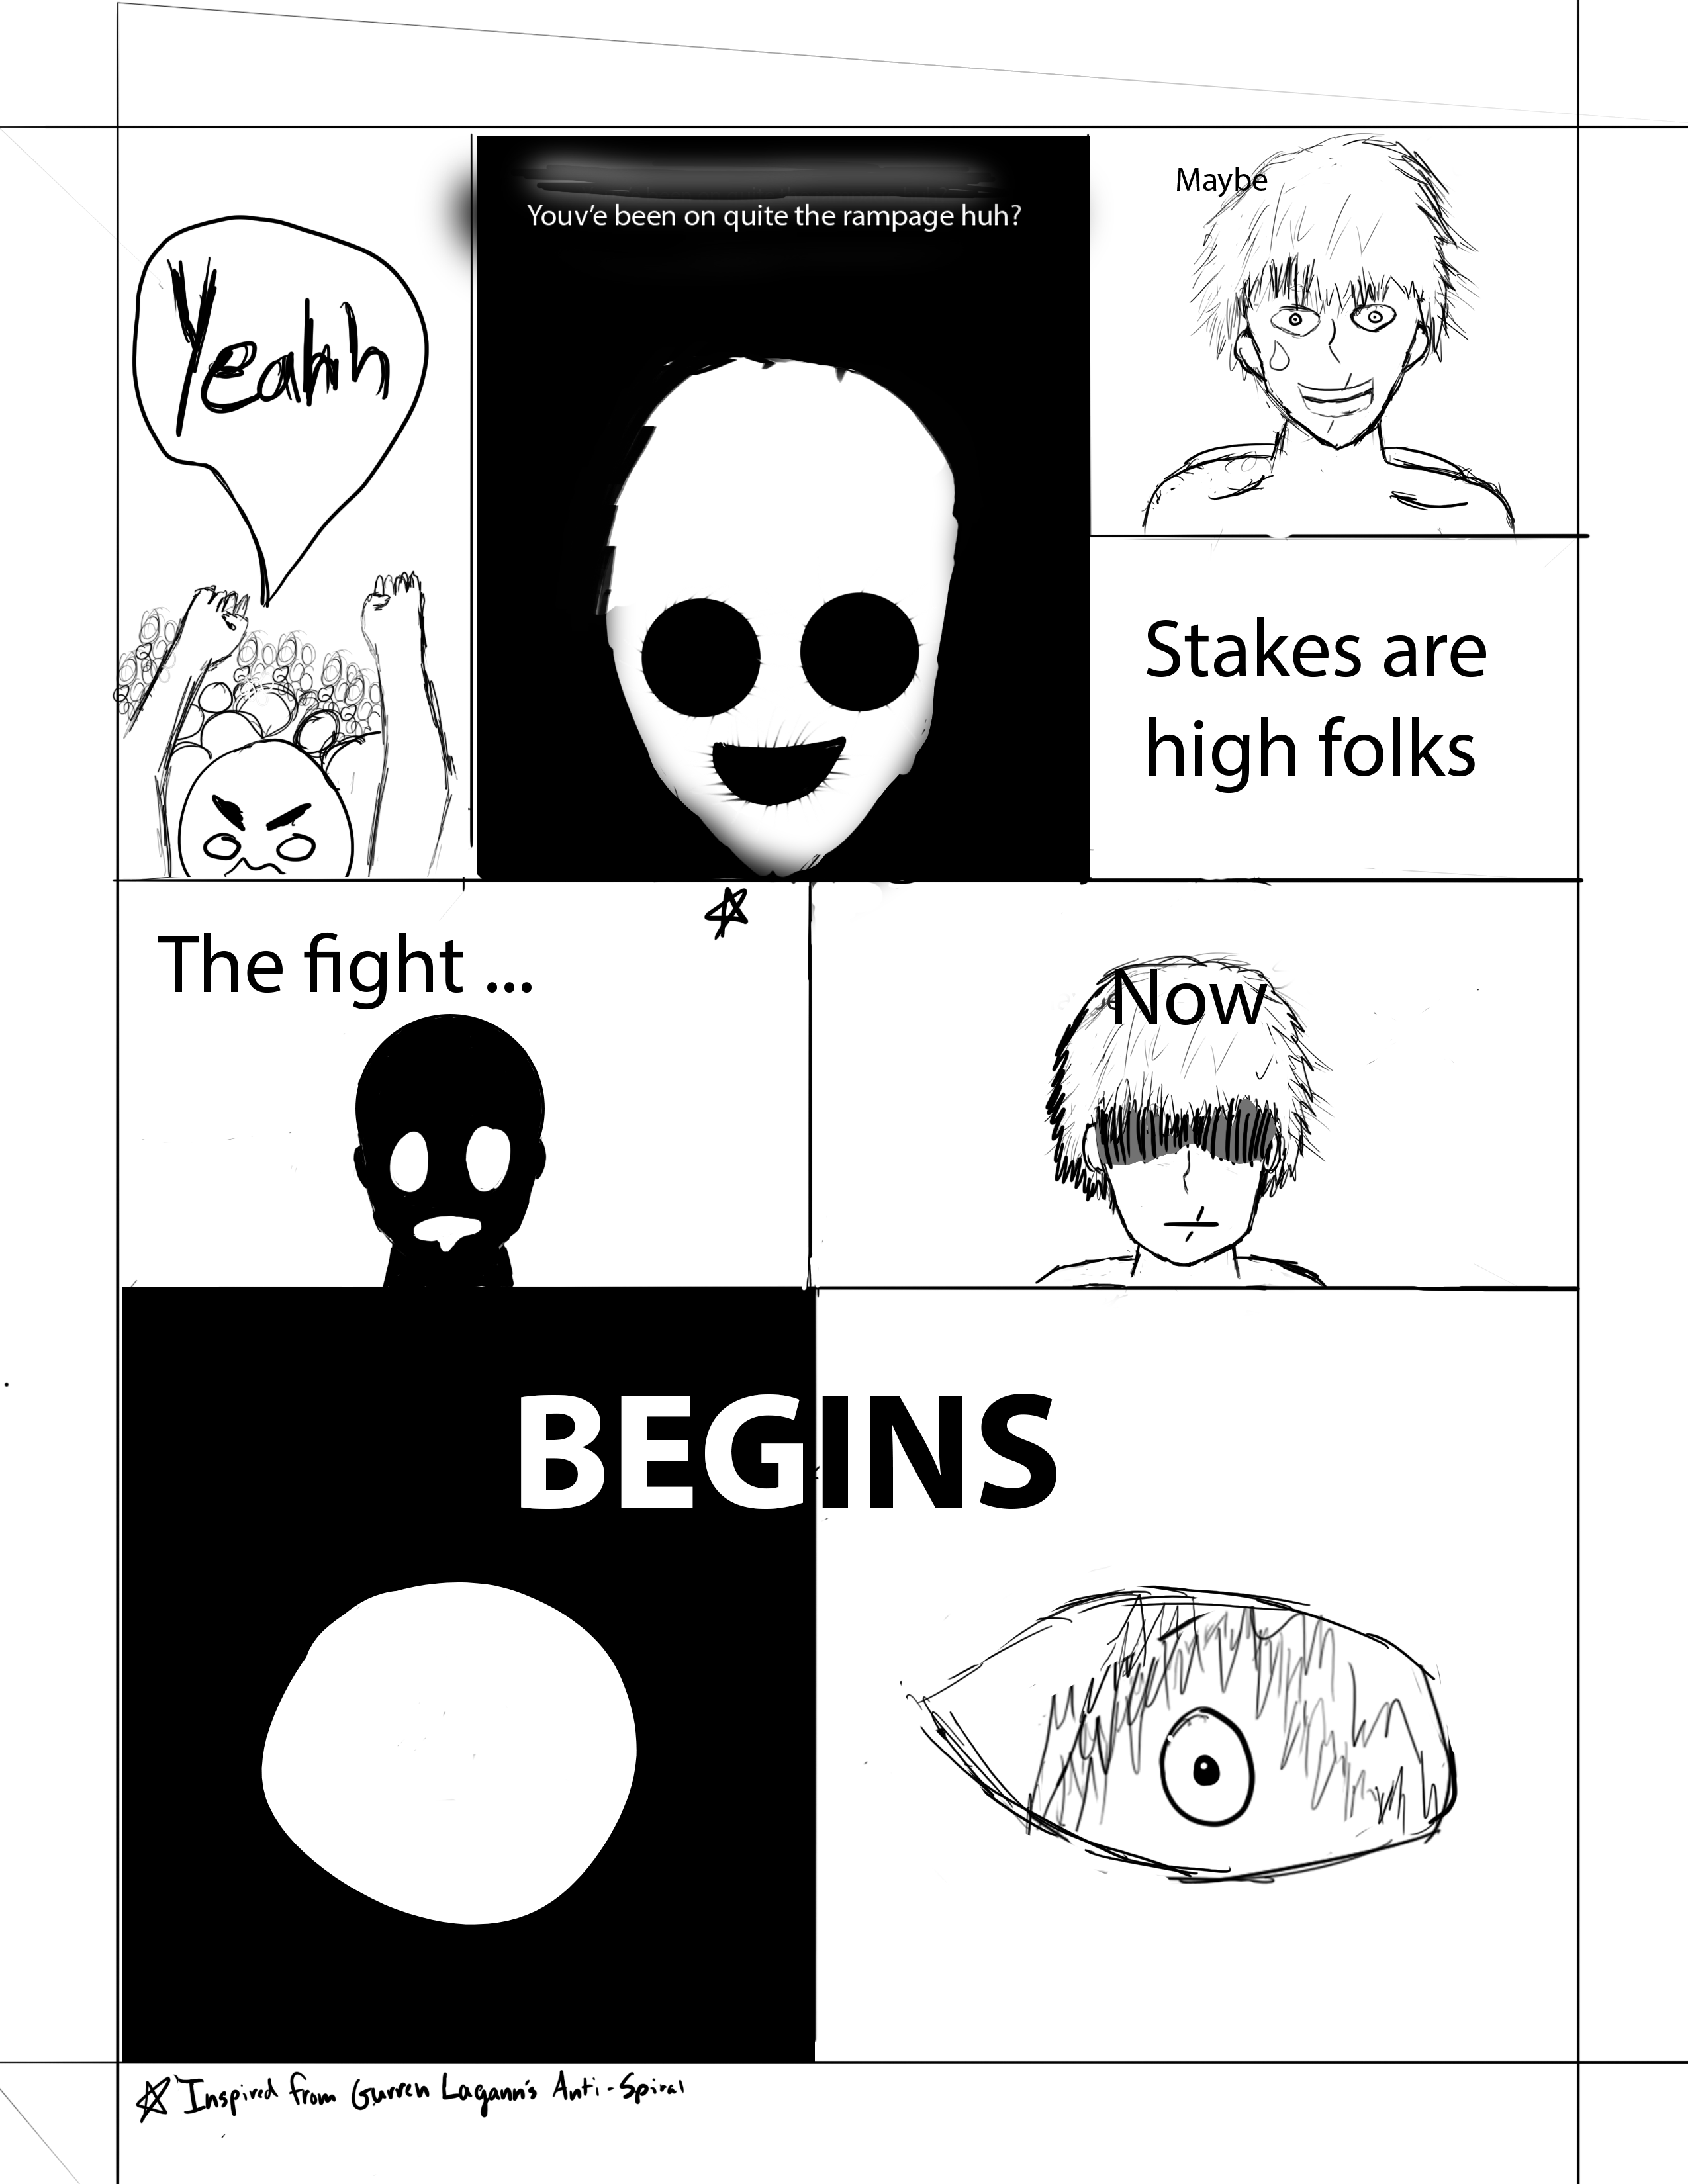 Yeahh
Youv'e been on quite the rampage huh?
Maybe
Stakes are
high folks
The fight ...
Now
BEGINS
Inspired from Gurren Lagann's Anti-Spiral